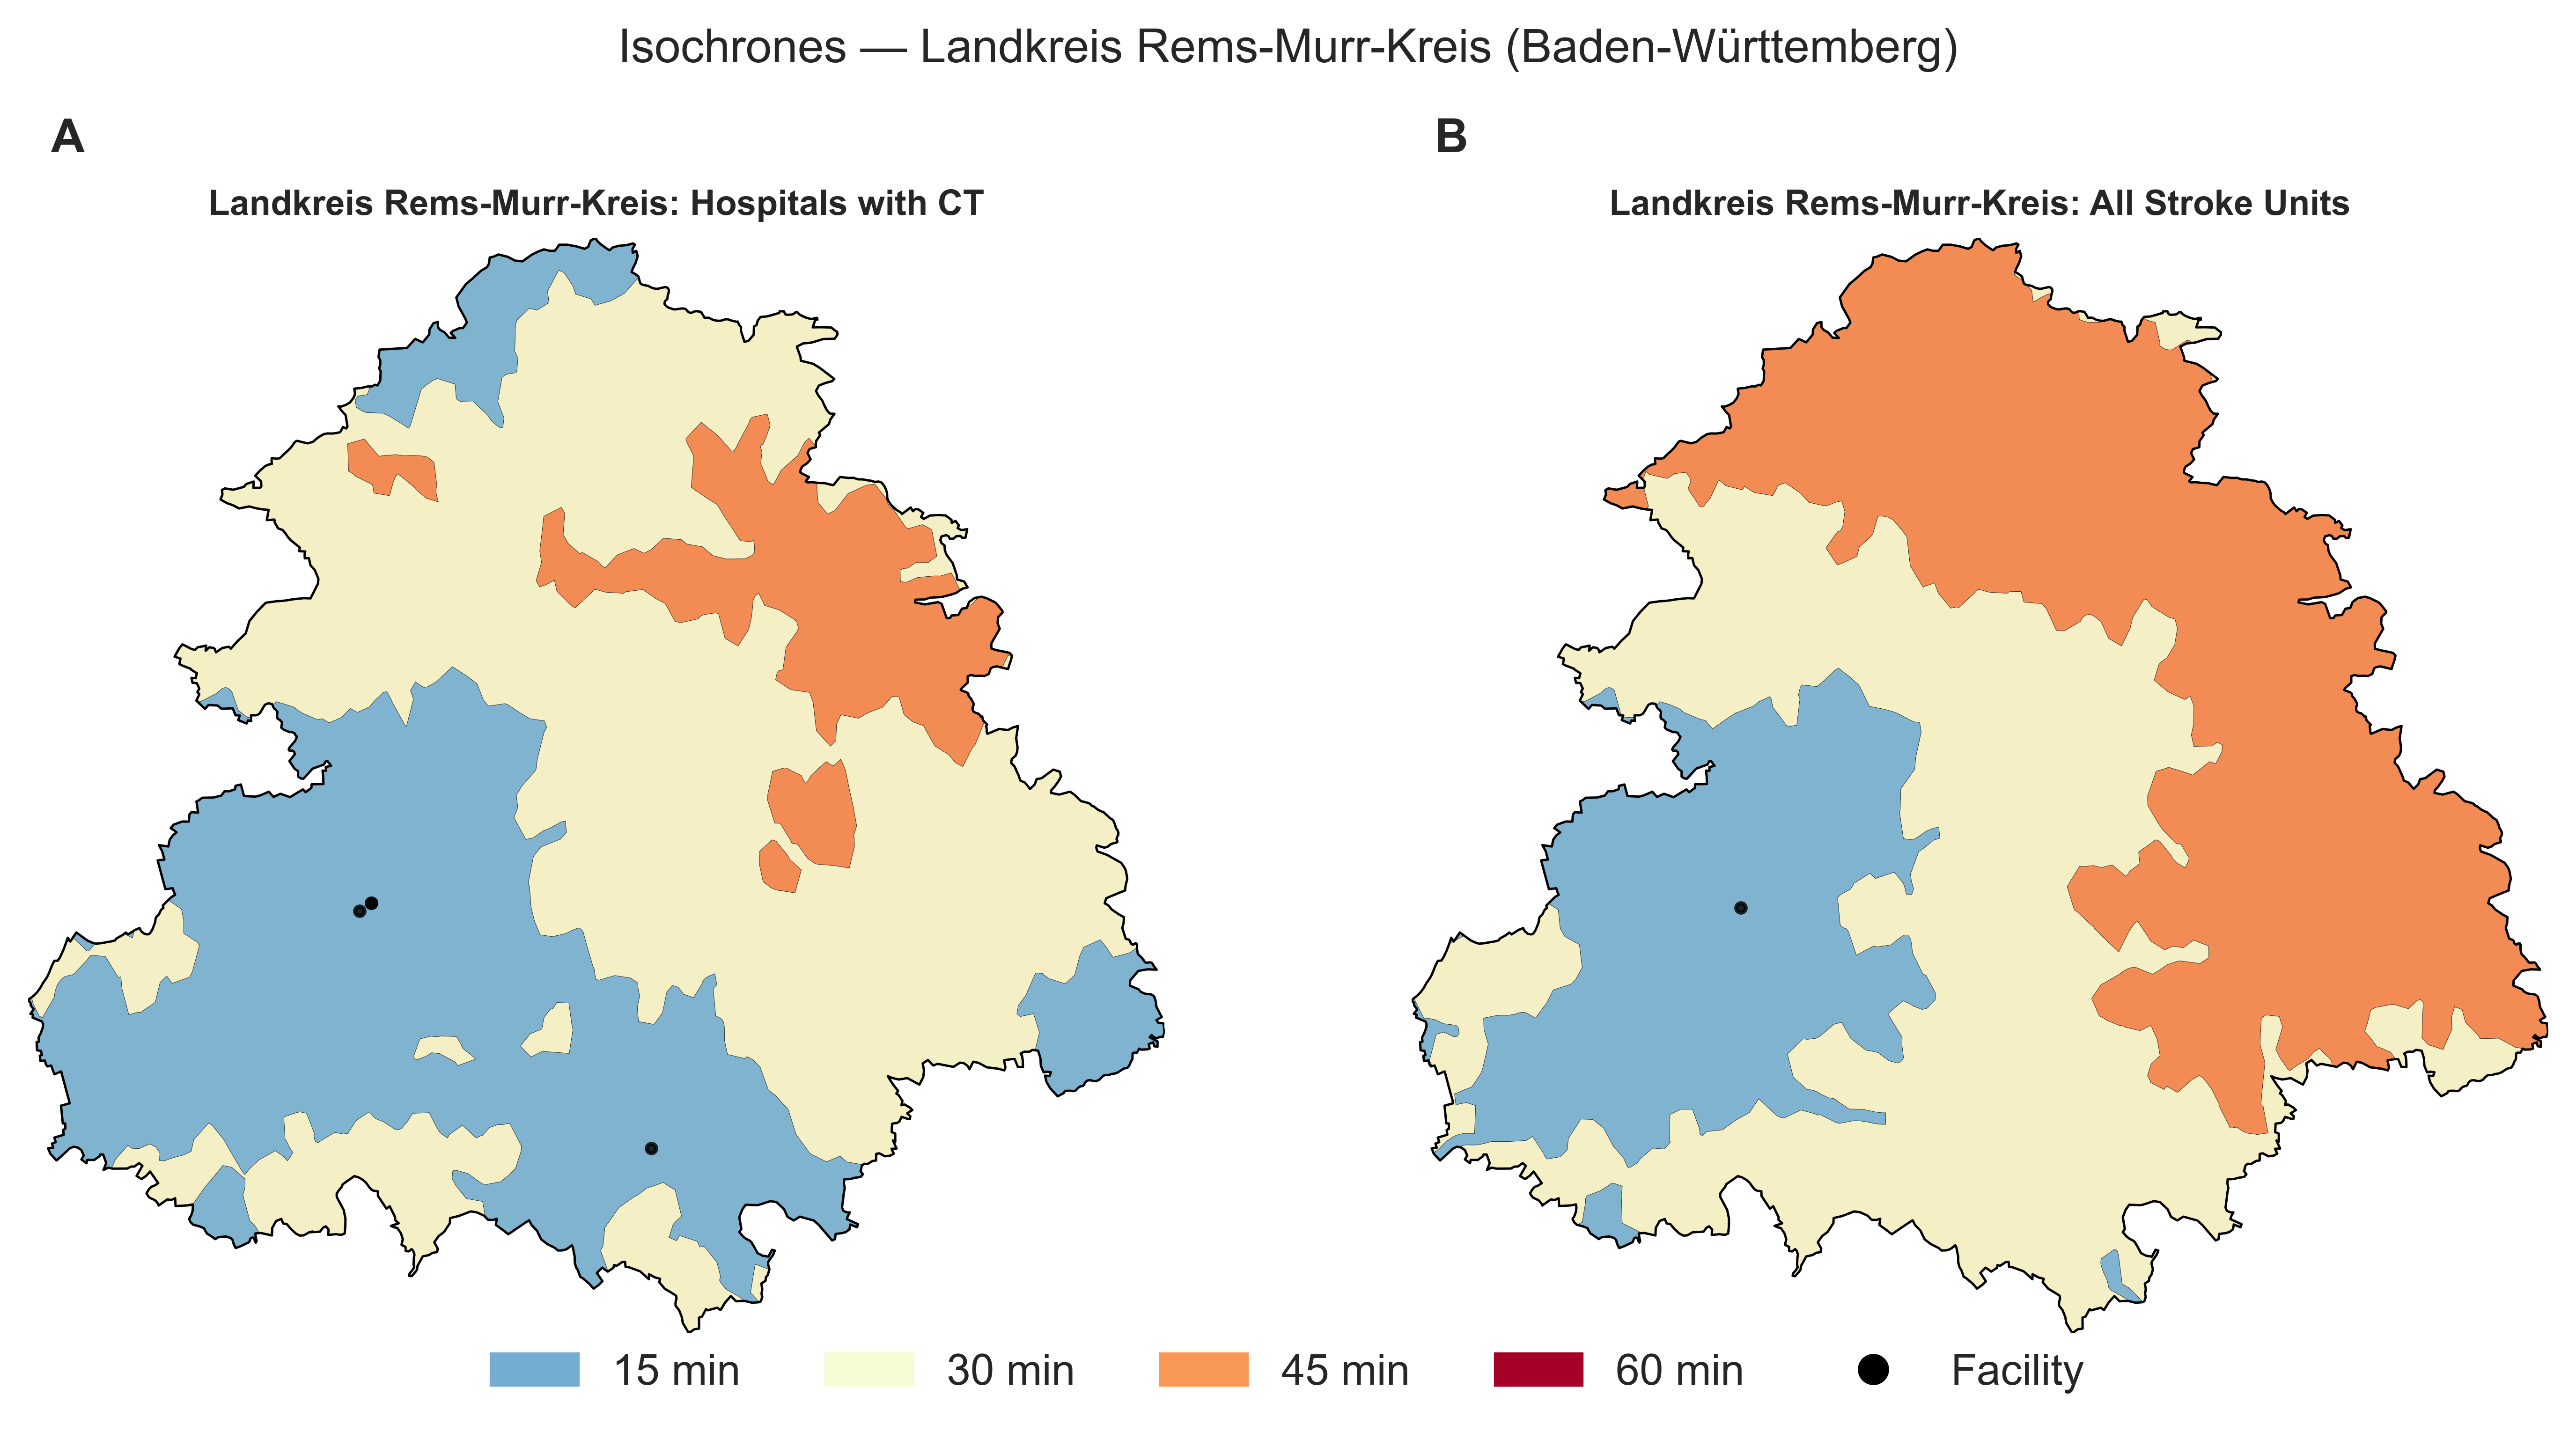 Isochrones — Landkreis Rems-Murr-Kreis (Baden-Württemberg)
A
B
Landkreis Rems-Murr-Kreis: Hospitals with CT
Landkreis Rems-Murr-Kreis: All Stroke Units
15 min
30 min
45 min
60 min
Facility